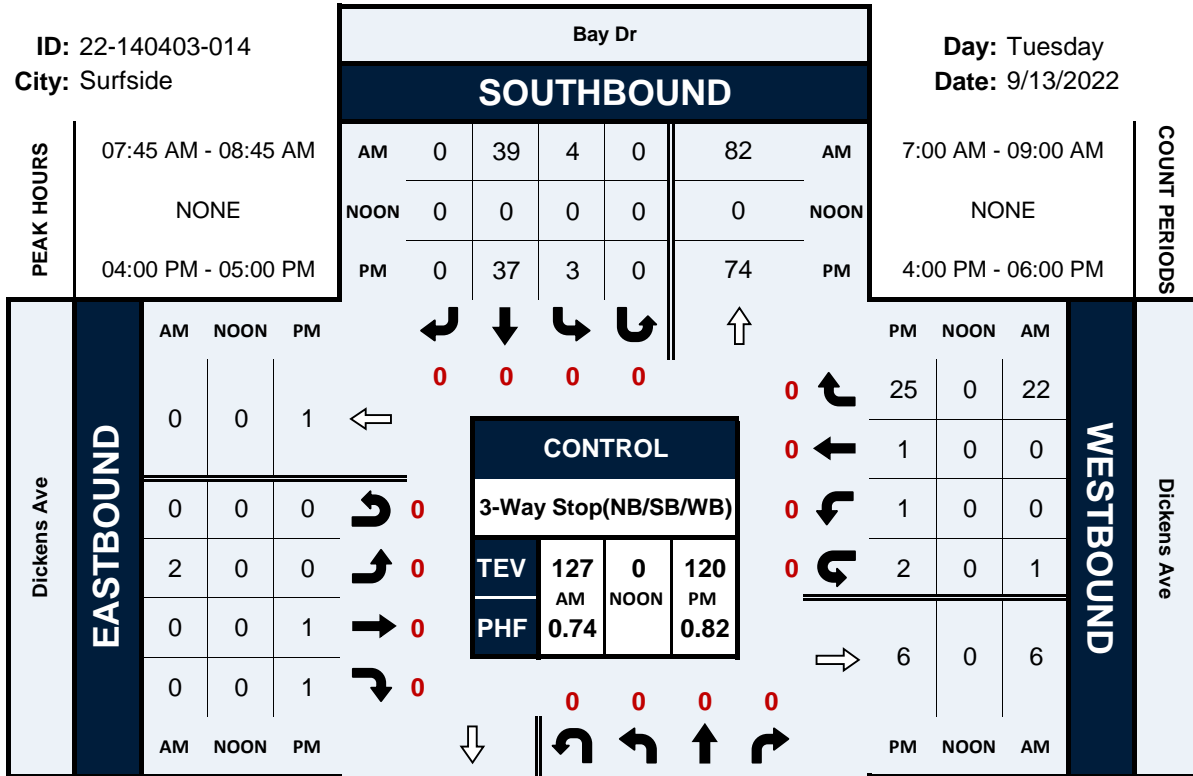 ID: 22-140403-014
City: Surfside
Bay Dr
SOUTHBOUND
Day: Tuesday
Date: 9/13/2022
PEAK HOURS
07:45 AM - 08:45 AM
NONE
04:00 PM - 05:00 PM
AM 0 39 4 0 82 AM
NOON 0 0 0 0 0 NOON
PM 0 37 3 0 74 PM
7:00 AM - 09:00 AM
NONE
4:00 PM - 06:00 PM
COUNT PERIODS
0 0 0 0
Dickens Ave
EASTBOUND
AM NOON PM
0 0 1
0 0 0 0
2 0 0 0
0 0 1 0
0 0 1 0
AM NOON PM
CONTROL
3-Way Stop(NB/SB/WB)
TEV 127 0 120
AM NOON PM
PHF 0.74 0.82
PM NOON AM
0 25 0 22
0 1 0 0
0 1 0 0
0 2 0 1
6 0 6
PM NOON AM
WESTBOUND
Dickens Ave
0 0 0 0